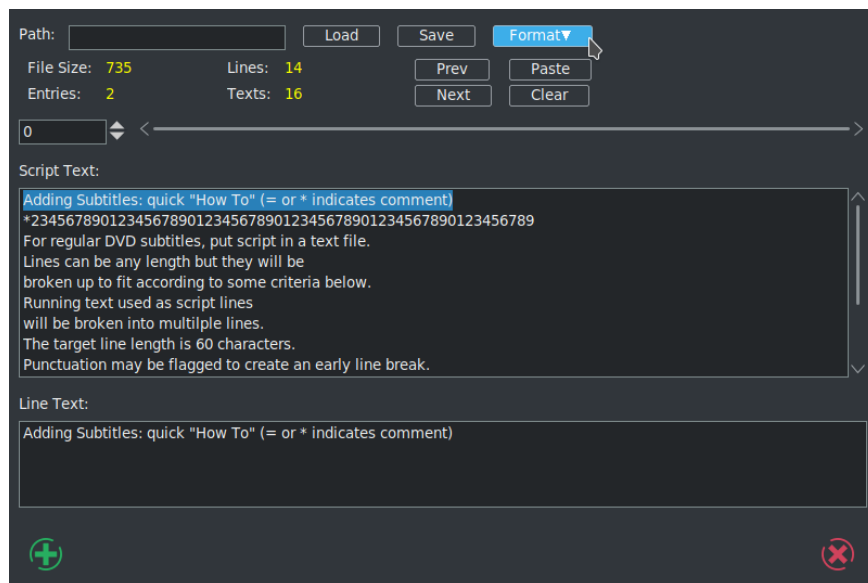 Path: Load Save Format▼
File Size: 735 Lines: 14 Prev Paste
Entries: 2 Texts: 16 Next Clear
0
Script Text:
Adding Subtitles: quick "How To" (= or * indicates comment)
*23456789012345678901234567890123456789012345678901234567890123456789
For regular DVD subtitles, put script in a text file.
Lines can be any length but they will be
broken up to fit according to some criteria below.
Running text used as script lines
will be broken into multilple lines.
The target line length is 60 characters.
Punctuation may be flagged to create an early line break.
Line Text:
Adding Subtitles: quick "How To" (= or * indicates comment)